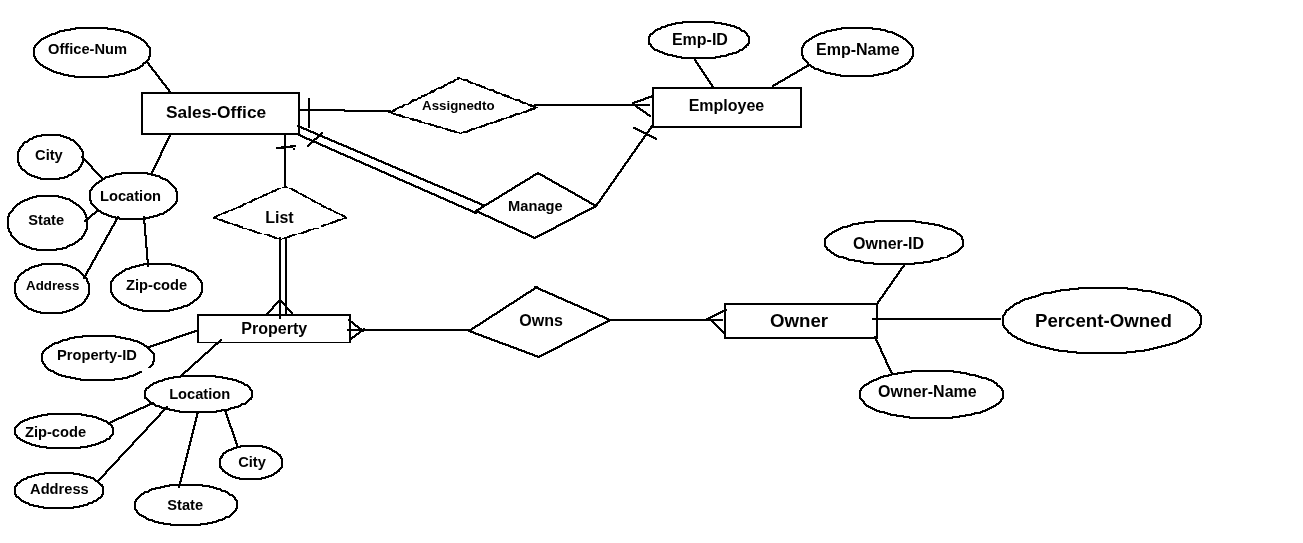 Office-Num
Emp-ID
Emp-Name
Sales-Office
Assignedto
Employee
City
Location
State
List
Manage
Address
Zip-code
Owner-ID
Property
Owns
Owner
Percent-Owned
Property-ID
Location
Owner-Name
Zip-code
City
Address
State